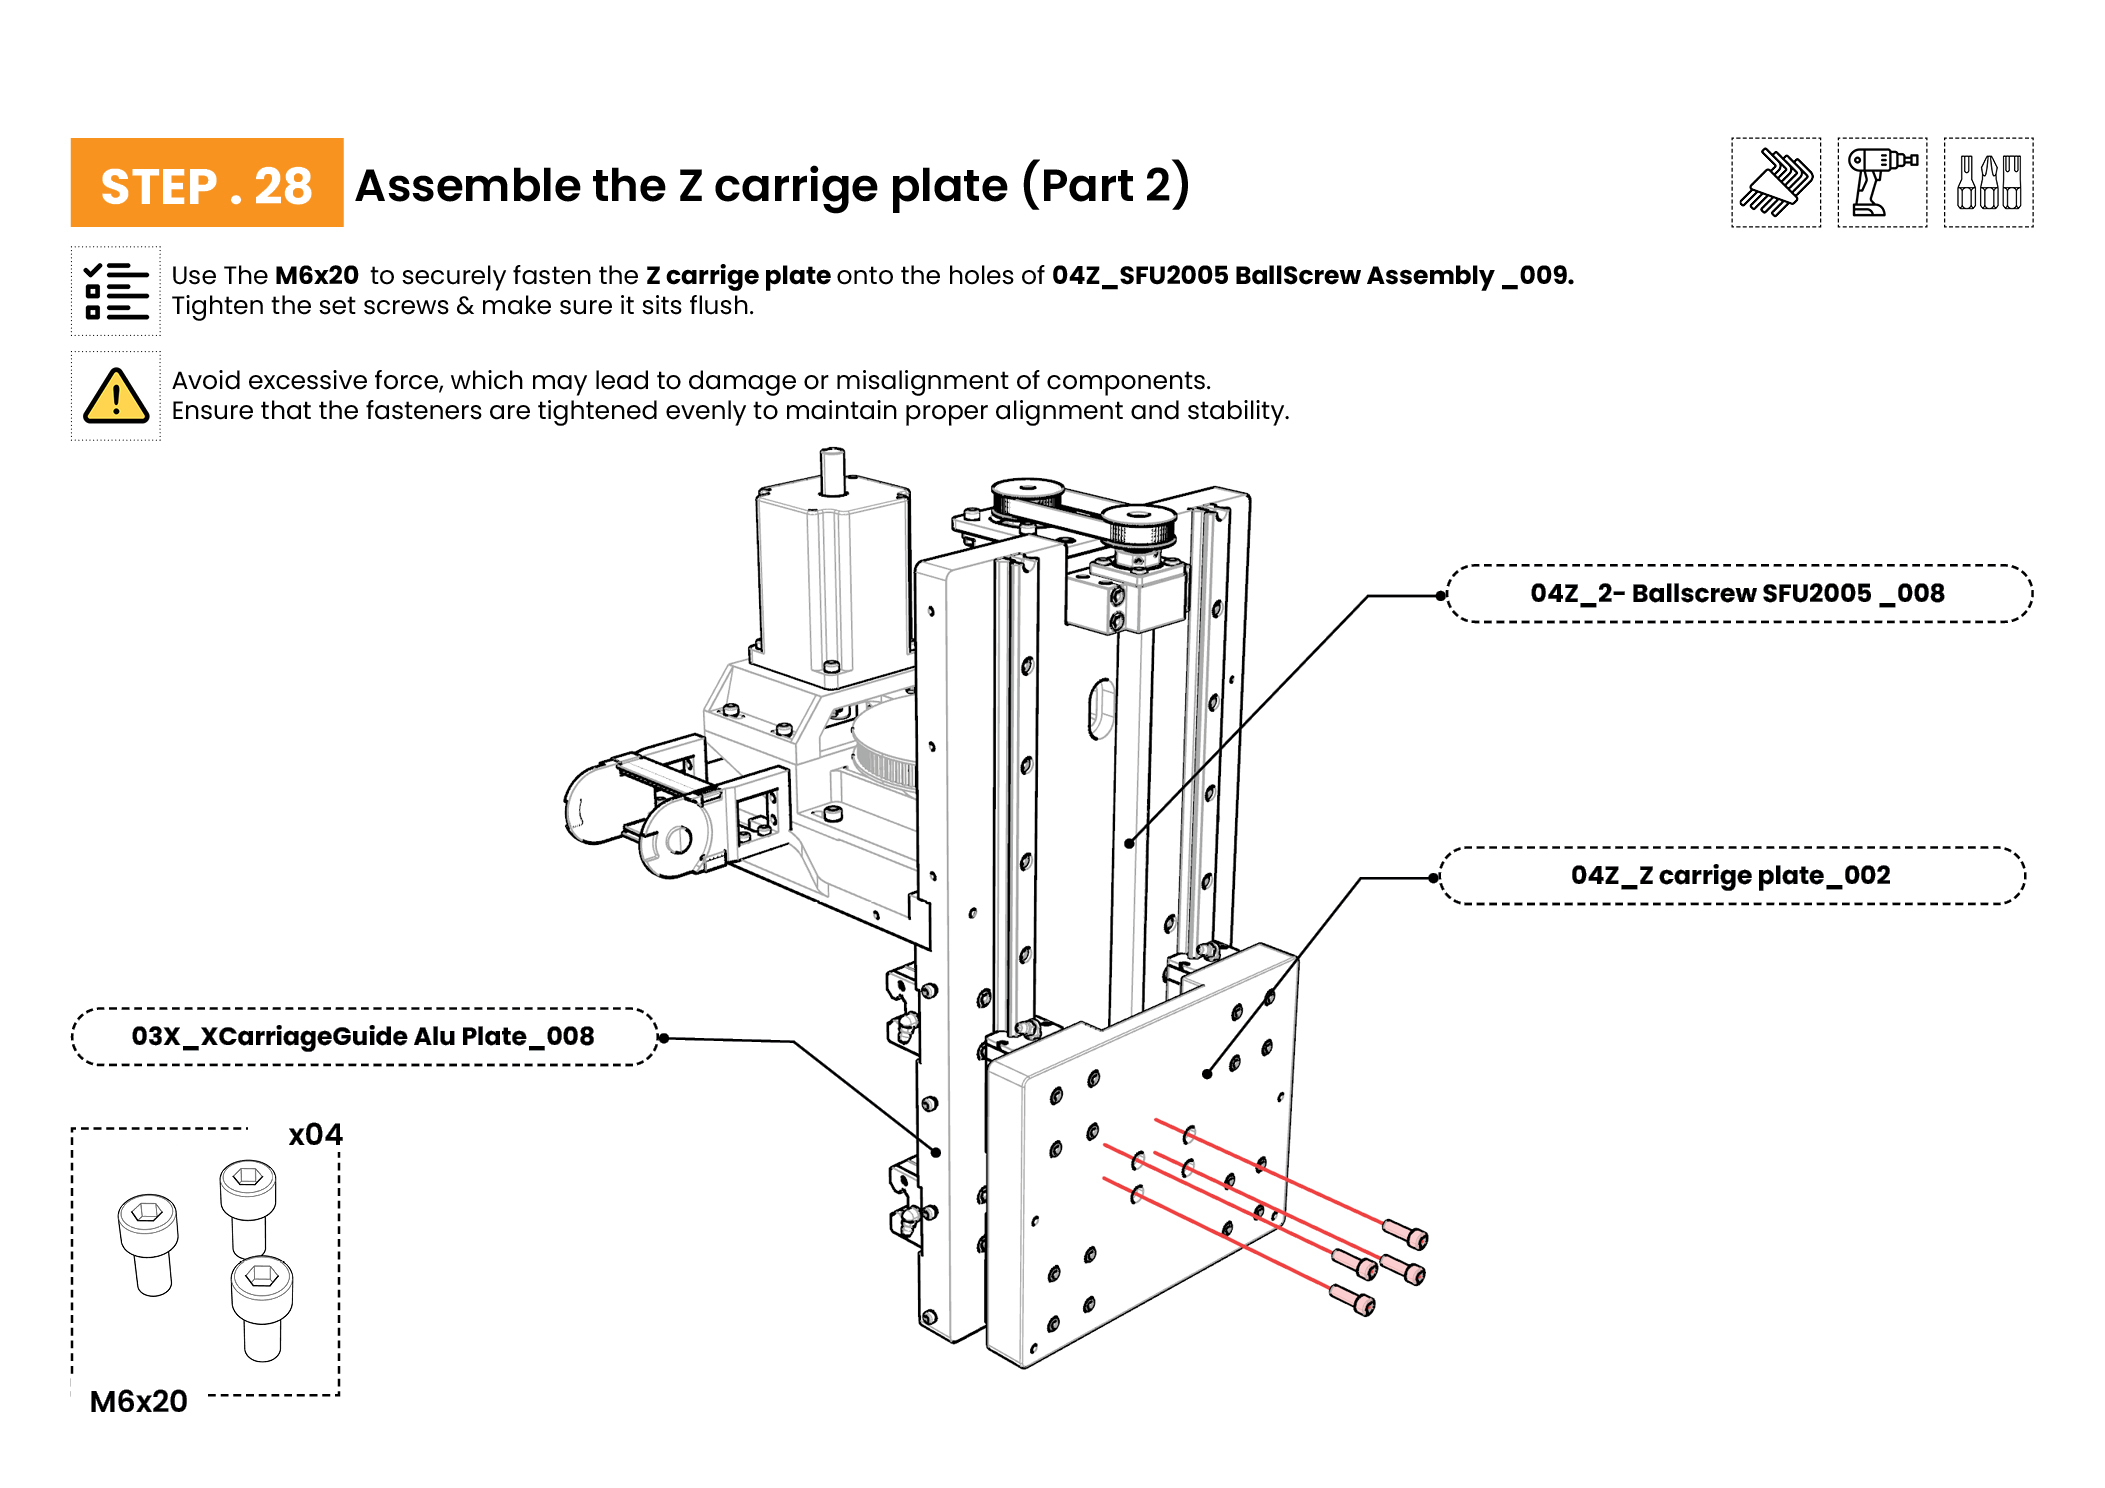 STEP . 28 Assemble the Z carrige plate (Part 2)
Use The M6x20 to securely fasten the Z carrige plate onto the holes of 04Z_SFU2005 BallScrew Assembly _009.
Tighten the set screws & make sure it sits flush.
Avoid excessive force, which may lead to damage or misalignment of components.
Ensure that the fasteners are tightened evenly to maintain proper alignment and stability.
04Z_2- Ballscrew SFU2005 _008
04Z_Z carrige plate_002
03X_XCarriageGuide Alu Plate_008
x04
M6x20